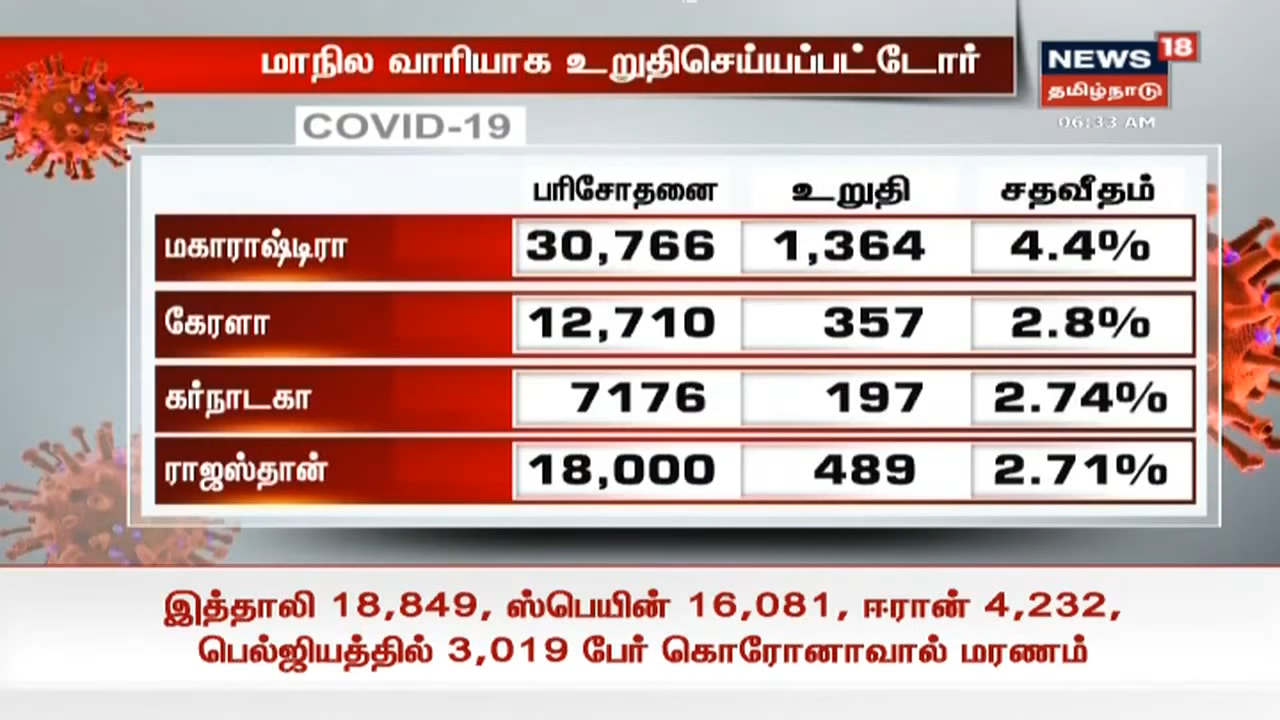 மாநில வாரியாக உறுதிசெய்யப்பட்டோர்
NEWS 18
தமிழ்நாடு
06:33 AM
COVID-19
பரிசோதனை உறுதி சதவீதம்
மகாராஷ்டிரா 30,766 1,364 4.4%
கேரளா 12,710 357 2.8%
கர்நாடகா 7176 197 2.74%
ராஜஸ்தான் 18,000 489 2.71%
இத்தாலி 18,849, ஸ்பெயின் 16,081, ஈரான் 4,232,
பெல்ஜியத்தில் 3,019 பேர் கொரோனாவால் மரணம்